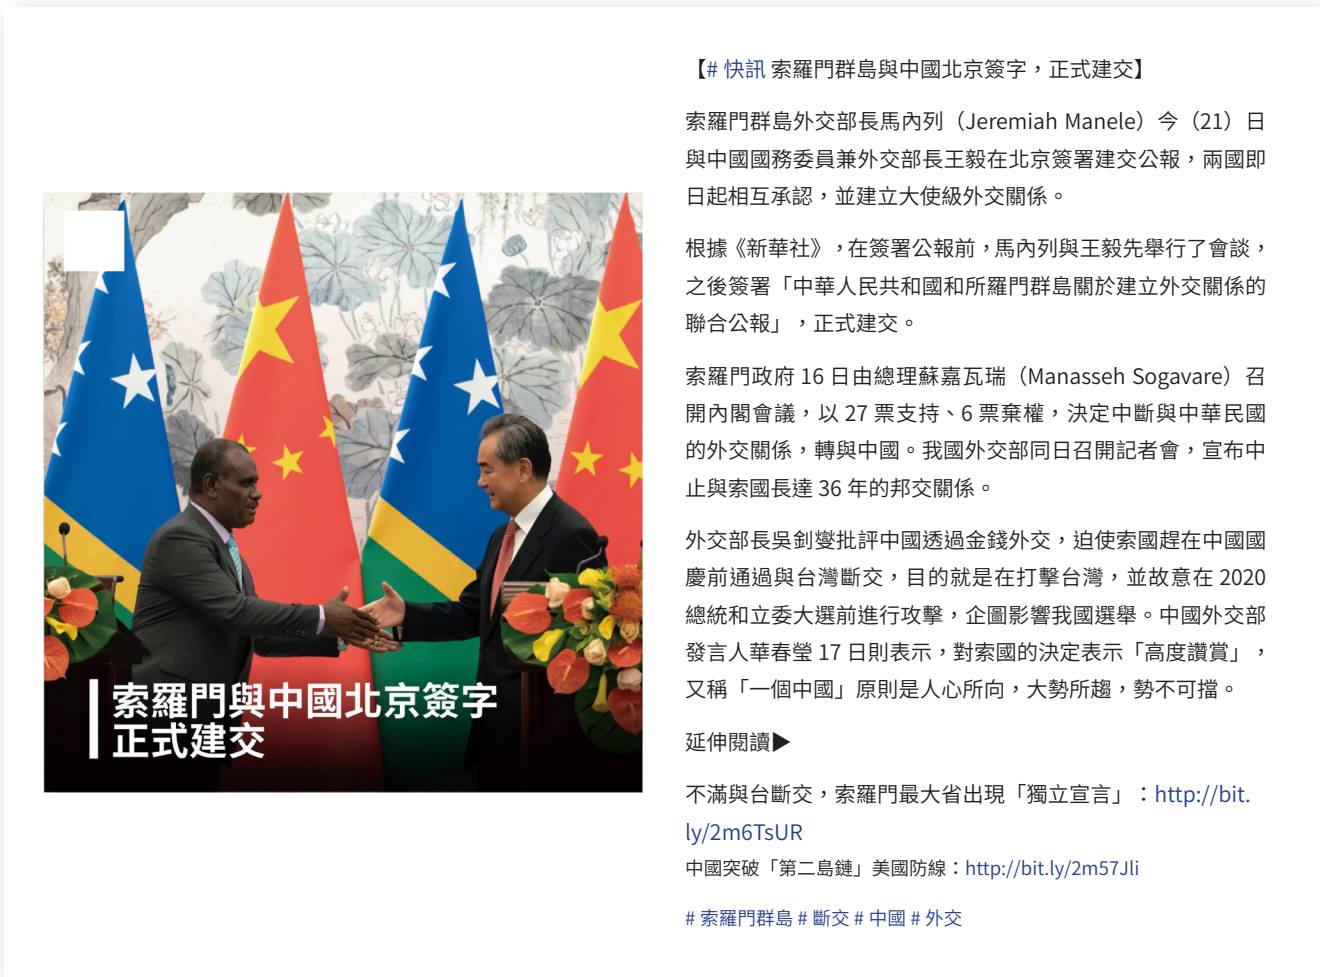 索羅門與中國北京簽字
正式建交
【# 快訊 索羅門群島與中國北京簽字，正式建交】
索羅門群島外交部長馬內列（Jeremiah Manele）今（21）日
與中國國務委員兼外交部長王毅在北京簽署建交公報，兩國即
日起相互承認，並建立大使級外交關係。
根據《新華社》，在簽署公報前，馬內列與王毅先舉行了會談，
之後簽署「中華人民共和國和所羅門群島關於建立外交關係的
聯合公報」，正式建交。
索羅門政府 16 日由總理蘇嘉瓦瑞（Manasseh Sogavare）召
開內閣會議，以 27 票支持、6 票棄權，決定中斷與中華民國
的外交關係，轉與中國。我國外交部同日召開記者會，宣布中
止與索國長達 36 年的邦交關係。
外交部長吳釗燮批評中國透過金錢外交，迫使索國趕在中國國
慶前通過與台灣斷交，目的就是在打擊台灣，並故意在 2020
總統和立委大選前進行攻擊，企圖影響我國選舉。中國外交部
發言人華春瑩 17 日則表示，對索國的決定表示「高度讚賞」，
又稱「一個中國」原則是人心所向，大勢所趨，勢不可擋。
延伸閱讀▶
不滿與台斷交，索羅門最大省出現「獨立宣言」：http://bit.
ly/2m6TsUR
中國突破「第二島鏈」美國防線：http://bit.ly/2m57Jli
# 索羅門群島 # 斷交 # 中國 # 外交